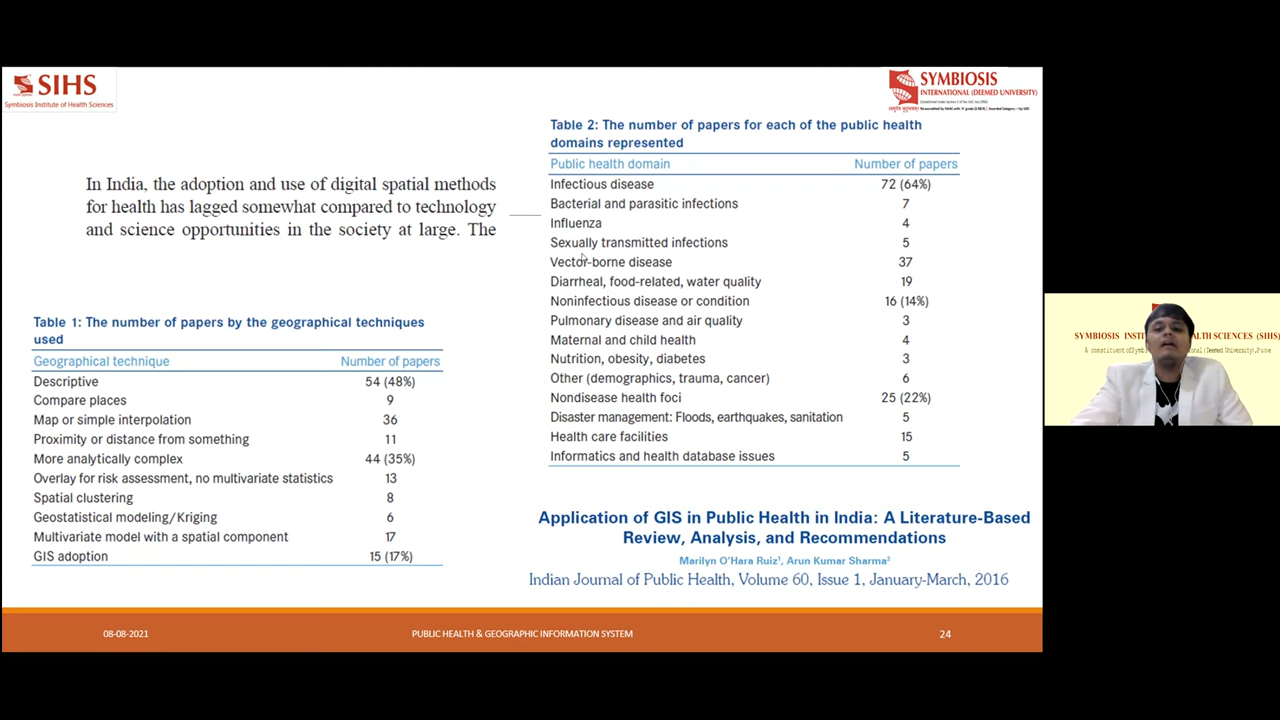 SIHS
Symbiosis Institute of Health Sciences
SYMBIOSIS
INTERNATIONAL (DEEMED UNIVERSITY)
In India, the adoption and use of digital spatial methods
for health has lagged somewhat compared to technology
and science opportunities in the society at large. The
Table 1: The number of papers by the geographical techniques
used
Geographical technique Number of papers
Descriptive 54 (48%)
Compare places 9
Map or simple interpolation 36
Proximity or distance from something 11
More analytically complex 44 (35%)
Overlay for risk assessment, no multivariate statistics 13
Spatial clustering 8
Geostatistical modeling/Kriging 6
Multivariate model with a spatial component 17
GIS adoption 15 (17%)
Table 2: The number of papers for each of the public health
domains represented
Public health domain Number of papers
Infectious disease 72 (64%)
Bacterial and parasitic infections 7
Influenza 4
Sexually transmitted infections 5
Vector-borne disease 37
Diarrheal, food-related, water quality 19
Noninfectious disease or condition 16 (14%)
Pulmonary disease and air quality 3
Maternal and child health 4
Nutrition, obesity, diabetes 3
Other (demographics, trauma, cancer) 6
Nondisease health foci 25 (22%)
Disaster management: Floods, earthquakes, sanitation 5
Health care facilities 15
Informatics and health database issues 5
Application of GIS in Public Health in India: A Literature-Based
Review, Analysis, and Recommendations
Marilyn O'Hara Ruiz¹, Arun Kumar Sharma²
Indian Journal of Public Health, Volume 60, Issue 1, January-March, 2016
08-08-2021 PUBLIC HEALTH & GEOGRAPHIC INFORMATION SYSTEM 24
SYMBIOSIS SCIENCES (SIHS)
A constituent of (Deemed University), Pune